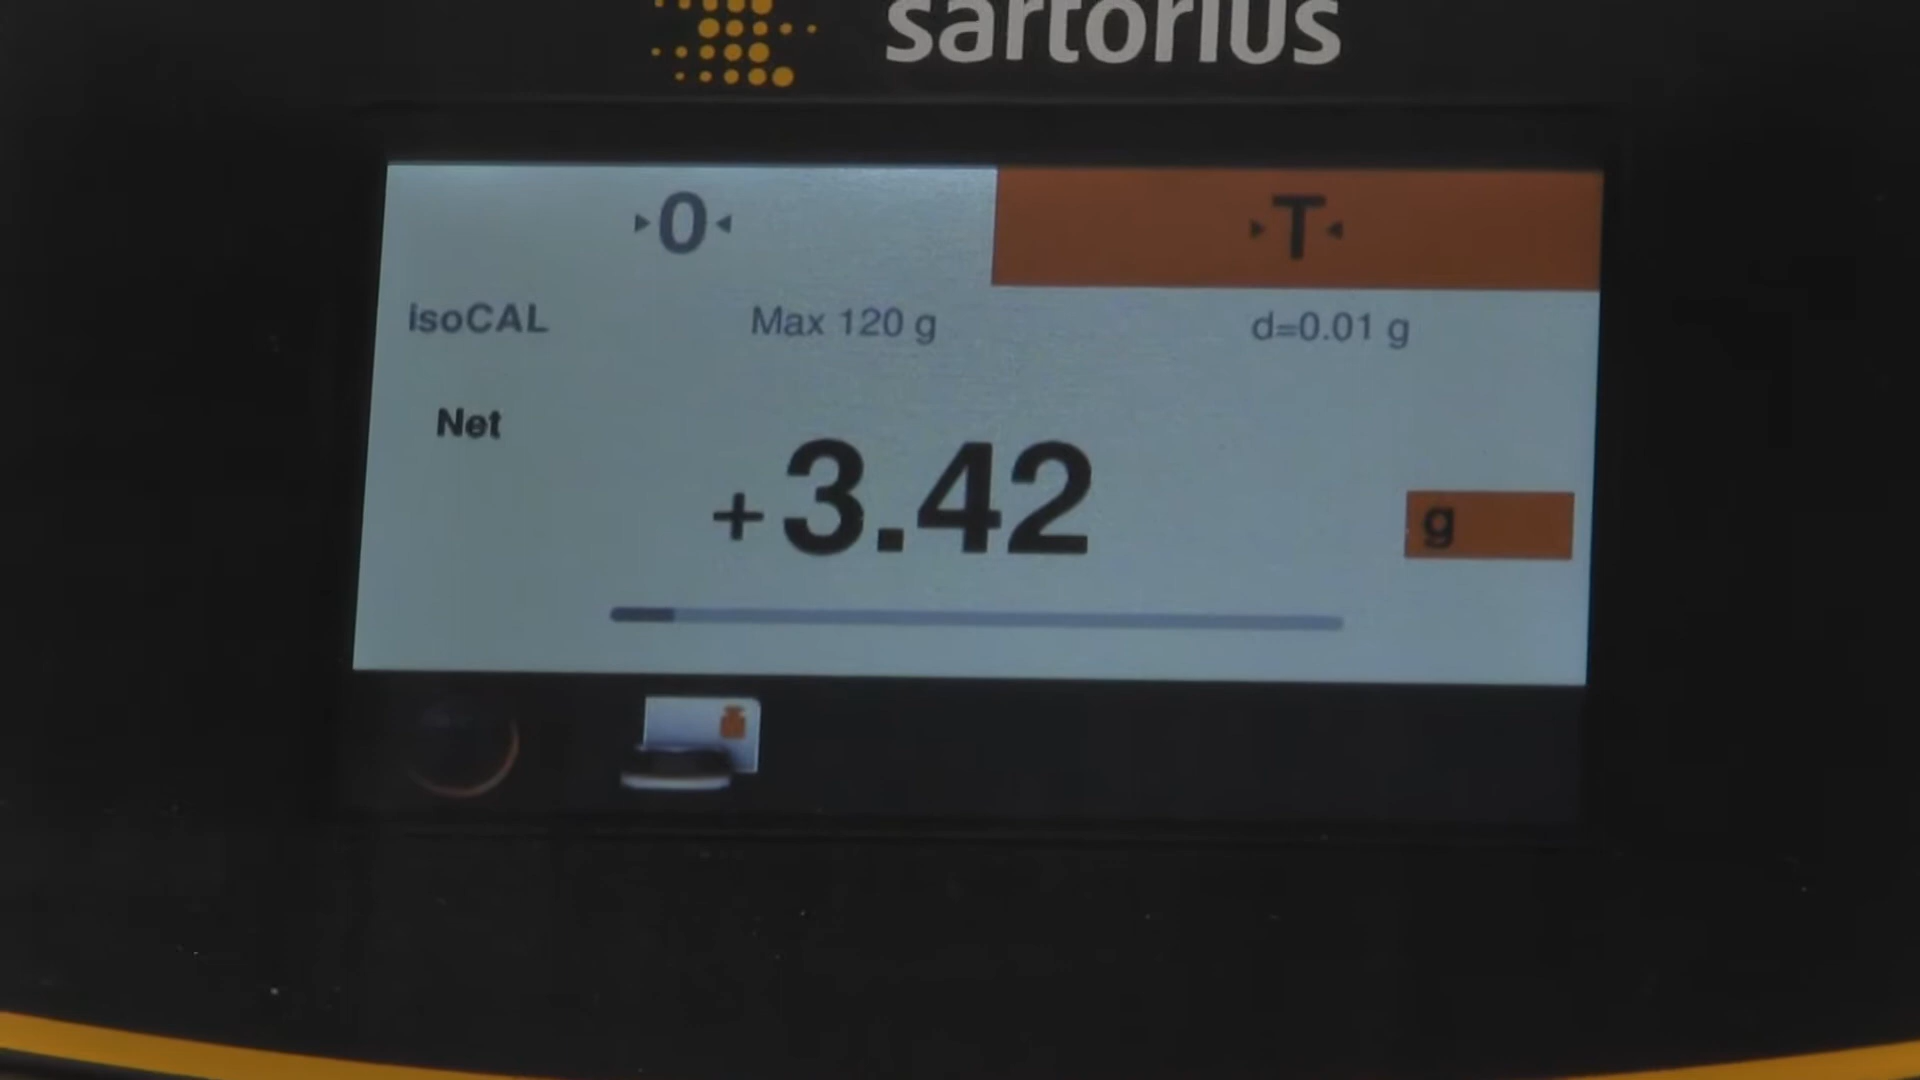 sartorius
0 T
isoCAL Max 120 g d=0.01 g
Net
+3.42 g